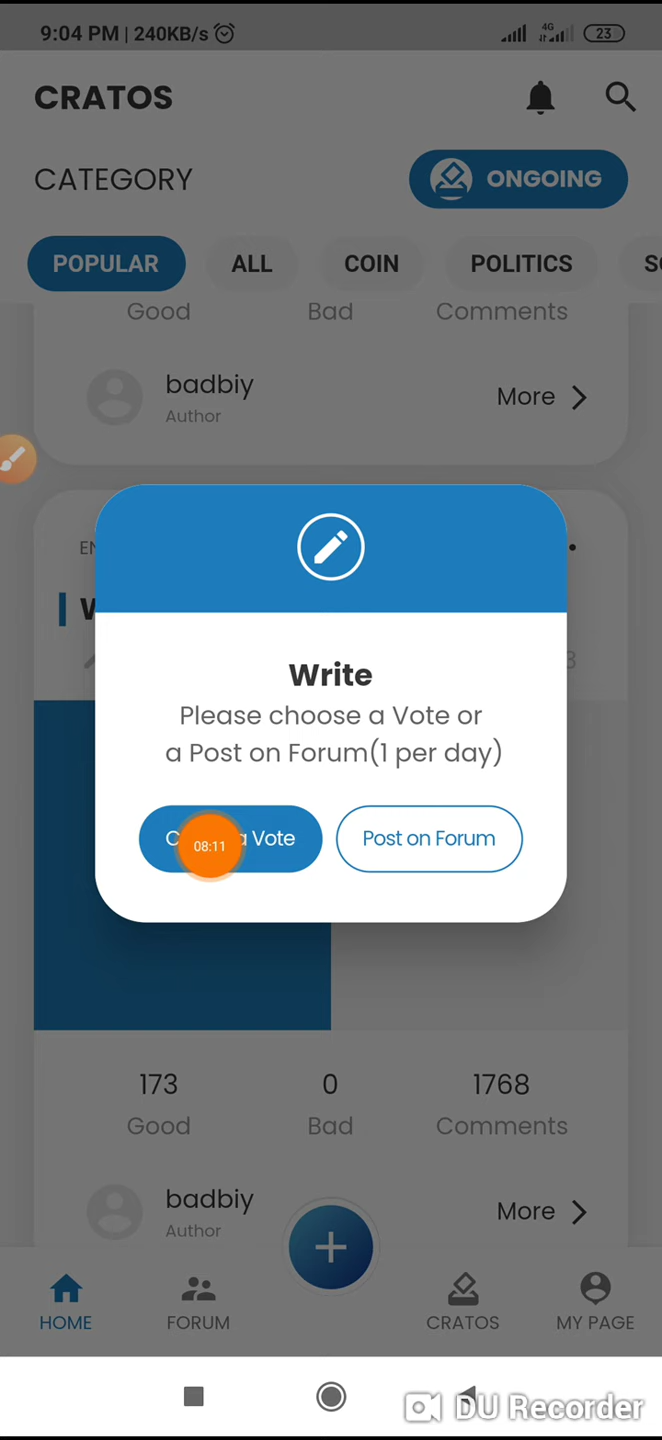 9:04 PM | 240KB/s
4G
23
CRATOS
CATEGORY
ONGOING
POPULAR
ALL
COIN
POLITICS
Good
Bad
Comments
badbiy
Author
More
Write
Please choose a Vote or
a Post on Forum(1 per day)
a Vote
08:11
Post on Forum
173
0
1768
Good
Bad
Comments
badbiy
Author
More
HOME
FORUM
CRATOS
MY PAGE
DU Recorder